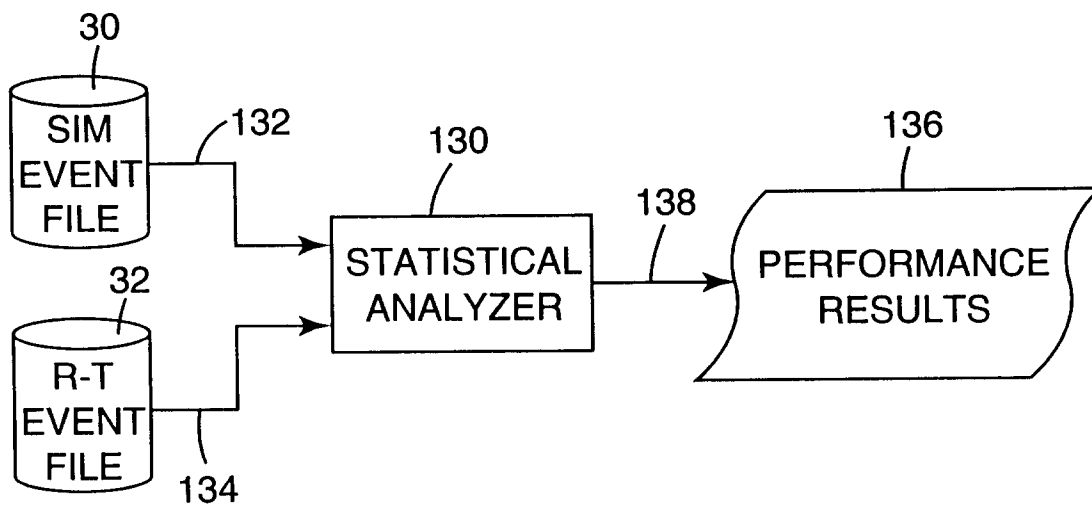 30
SIM
EVENT
FILE
132
130
STATISTICAL
ANALYZER
138
136
PERFORMANCE
RESULTS
32
R-T
EVENT
FILE
134